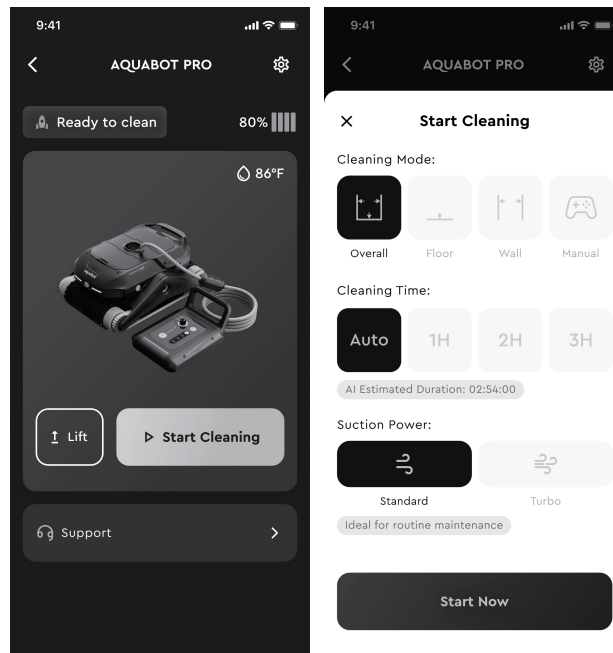 9:41
AQUABOT PRO
Ready to clean
80%
86°F
aquabot
Lift
Start Cleaning
Support
9:41
AQUABOT PRO
Start Cleaning
Cleaning Mode:
Overall Floor Wall Manual
Cleaning Time:
Auto 1H 2H 3H
AI Estimated Duration: 02:54:00
Suction Power:
Standard Turbo
Ideal for routine maintenance
Start Now